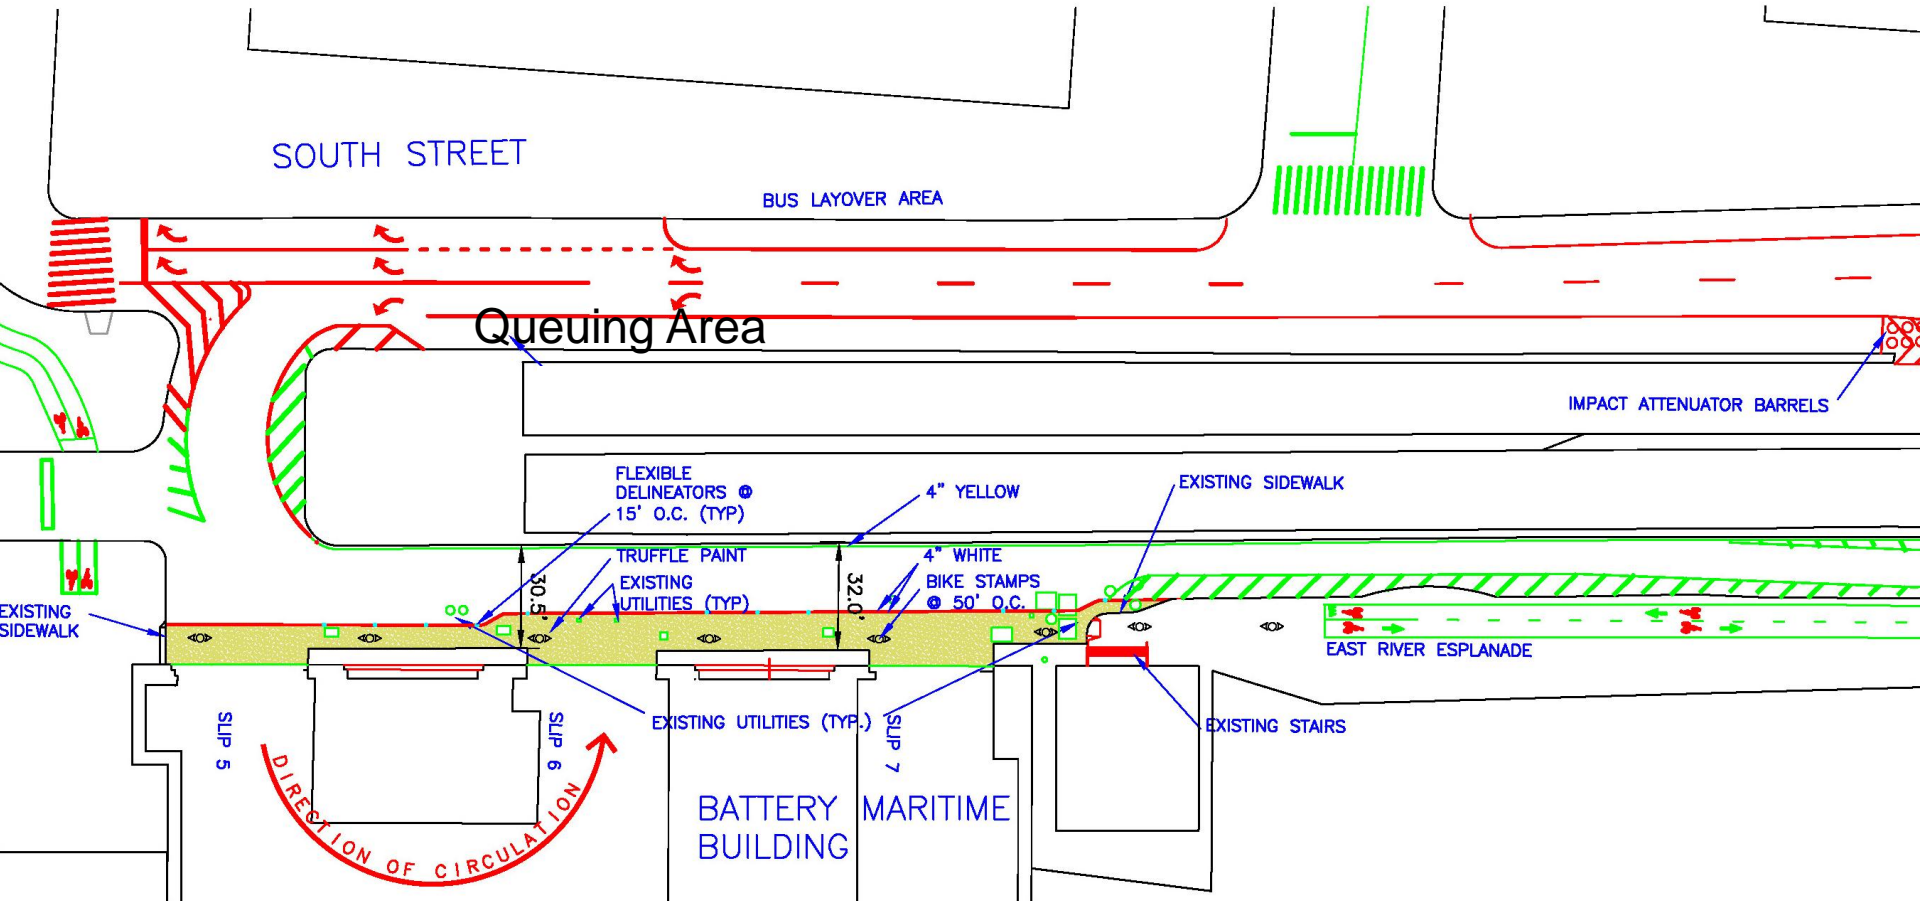 SOUTH STREET
BUS LAYOVER AREA
Queuing Area
IMPACT ATTENUATOR BARRELS
FLEXIBLE
DELINEATORS @
15' O.C. (TYP)
4" YELLOW
EXISTING SIDEWALK
TRUFFLE PAINT
EXISTING
UTILITIES (TYP)
30.5'
32.0'
4" WHITE
BIKE STAMPS
@ 50' O.C.
EXISTING
SIDEWALK
EAST RIVER ESPLANADE
EXISTING UTILITIES (TYP.)
EXISTING STAIRS
SLIP 5
SLIP 6
SLIP 7
DIRECTION OF CIRCULATION
BATTERY MARITIME
BUILDING